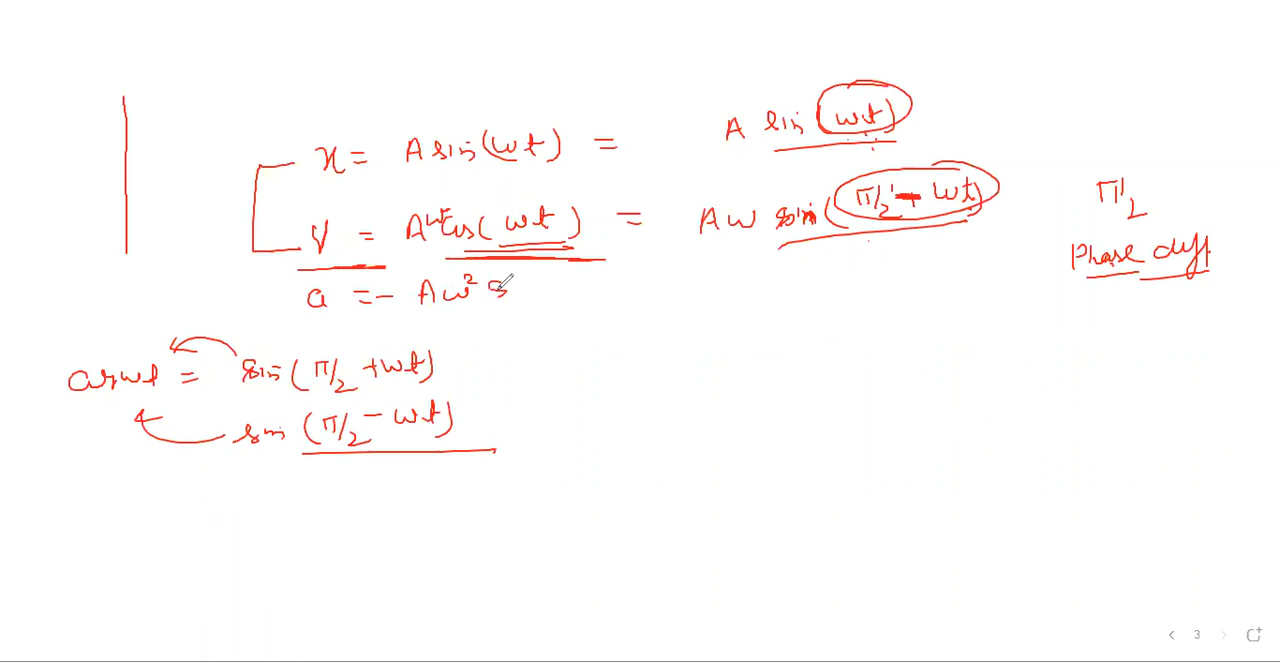 x = A sin(ωt) = A sin(ωt)
v = Aω cos(ωt) = Aω sin(π/2 + ωt)
π/2
Phase diff
a = - Aω² s
cos ωt = sin(π/2 + ωt)
sin(π/2 - ωt)
3